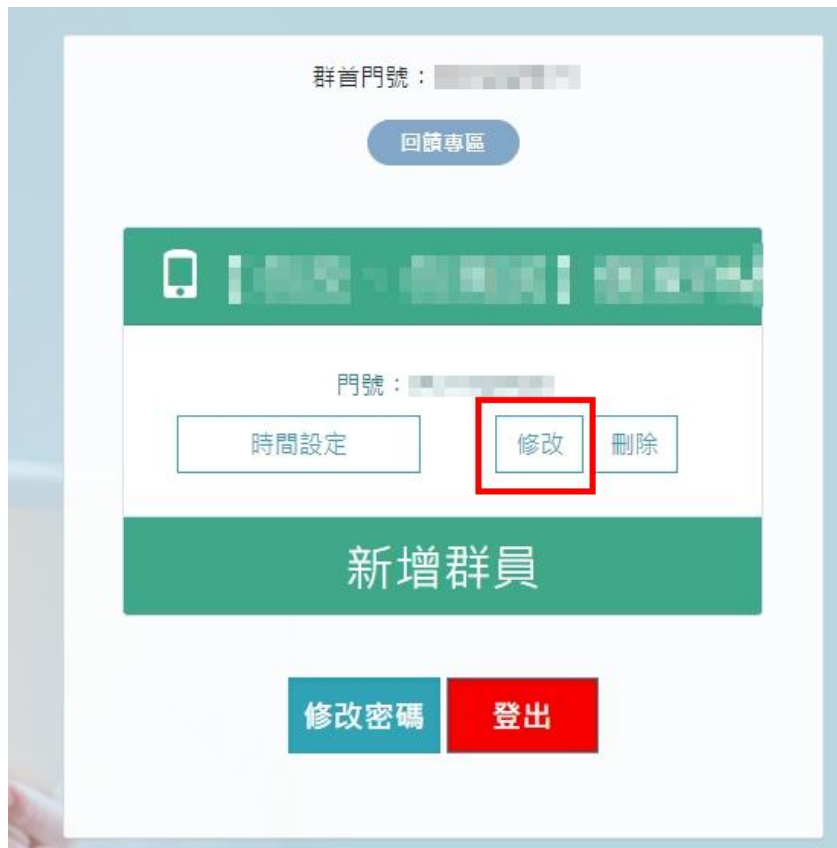 群首門號：
回饋專區
門號：
時間設定 修改 刪除
新增群員
修改密碼 登出